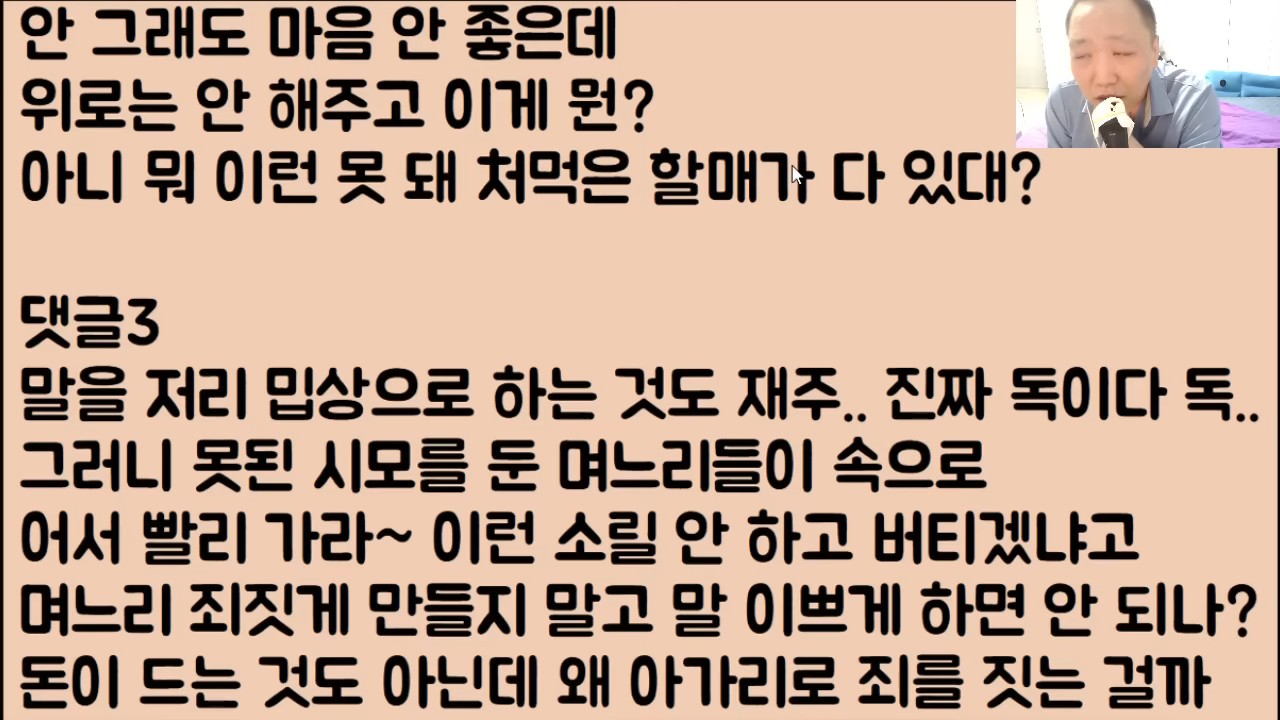 안 그래도 마음 안 좋은데
위로는 안 해주고 이게 뭔?
아니 뭐 이런 못 돼 처먹은 할매가 다 있대?
댓글3
말을 저리 밉상으로 하는 것도 재주.. 진짜 독이다 독..
그러니 못된 시모를 둔 며느리들이 속으로
어서 빨리 가라~ 이런 소릴 안 하고 버티겠냐고
며느리 죄짓게 만들지 말고 말 이쁘게 하면 안 되나?
돈이 드는 것도 아닌데 왜 아가리로 죄를 짓는 걸까